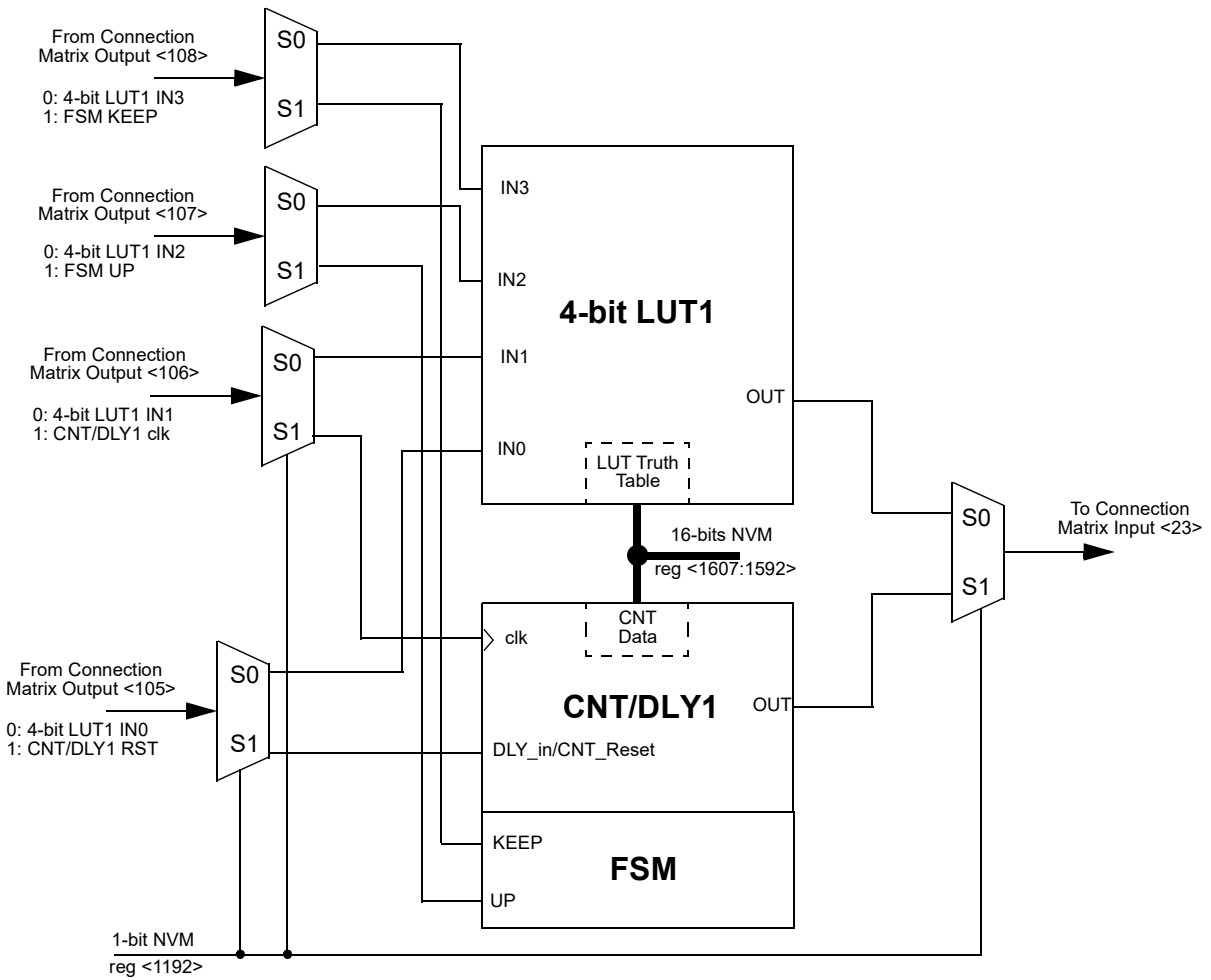 From Connection
Matrix Output <108>
0: 4-bit LUT1 IN3
1: FSM KEEP
S0
S1
From Connection
Matrix Output <107>
0: 4-bit LUT1 IN2
1: FSM UP
S0
S1
From Connection
Matrix Output <106>
0: 4-bit LUT1 IN1
1: CNT/DLY1 clk
S0
S1
IN3
IN2
IN1
IN0
4-bit LUT1
OUT
LUT Truth
Table
16-bits NVM
reg <1607:1592>
S0
S1
To Connection
Matrix Input <23>
From Connection
Matrix Output <105>
0: 4-bit LUT1 IN0
1: CNT/DLY1 RST
S0
S1
CNT
Data
clk
CNT/DLY1
OUT
DLY_in/CNT_Reset
KEEP
FSM
UP
1-bit NVM
reg <1192>